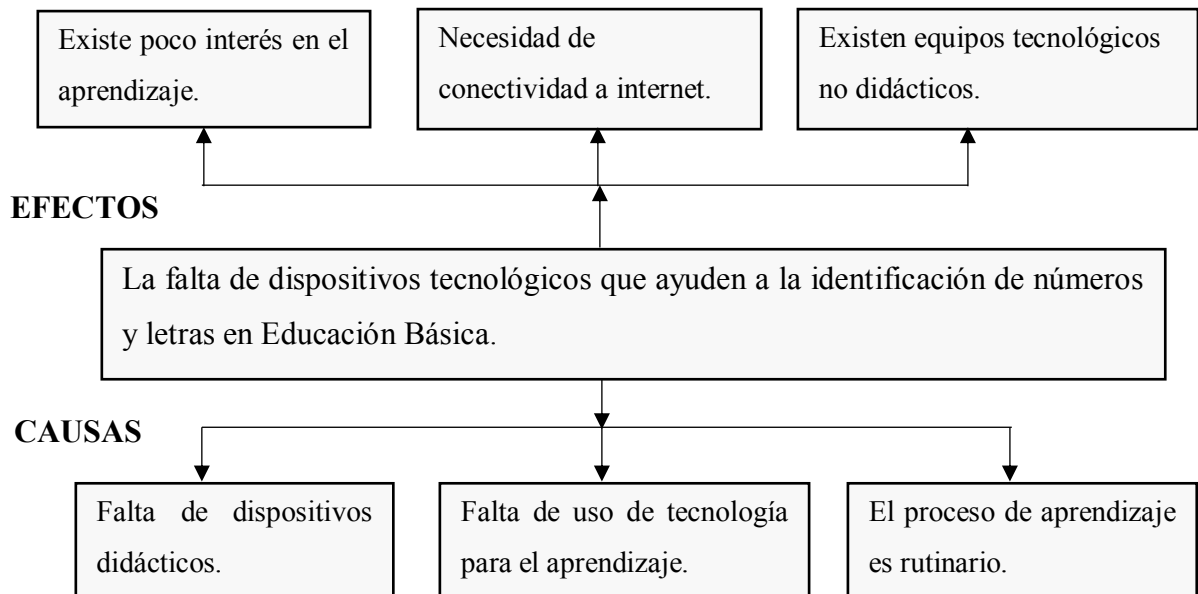 Existe poco interés en el
aprendizaje.
Necesidad de
conectividad a internet.
Existen equipos tecnológicos
no didácticos.
EFECTOS
La falta de dispositivos tecnológicos que ayuden a la identificación de números
y letras en Educación Básica.
CAUSAS
Falta de dispositivos
didácticos.
Falta de uso de tecnología
para el aprendizaje.
El proceso de aprendizaje
es rutinario.